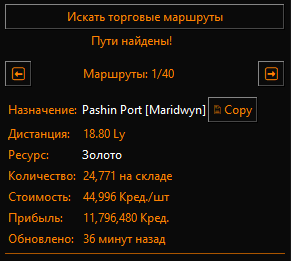 Искать торговые маршруты
Пути найдены!
Маршруты: 1/40
Назначение: Pashin Port [Maridwyn] Copy
Дистанция: 18.80 Ly
Ресурс: Золото
Количество: 24,771 на складе
Стоимость: 44,996 Кред./шт
Прибыль: 11,796,480 Кред.
Обновлено: 36 минут назад